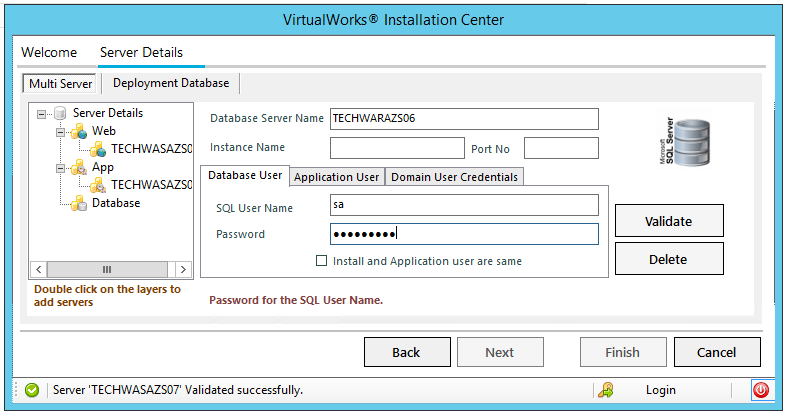 VirtualWorks® Installation Center
Welcome Server Details
Multi Server Deployment Database
Server Details
Web
TECHWASAZS0
App
TECHWASAZS0
Database
Double click on the layers to
add servers
Database Server Name TECHWARAZS06
Instance Name Port No
Microsoft
SQL Server
Database User Application User Domain User Credentials
SQL User Name sa
Password ●●●●●●●●●
Install and Application user are same
Validate
Delete
Password for the SQL User Name.
Back Next Finish Cancel
Server 'TECHWASAZS07' Validated successfully. Login